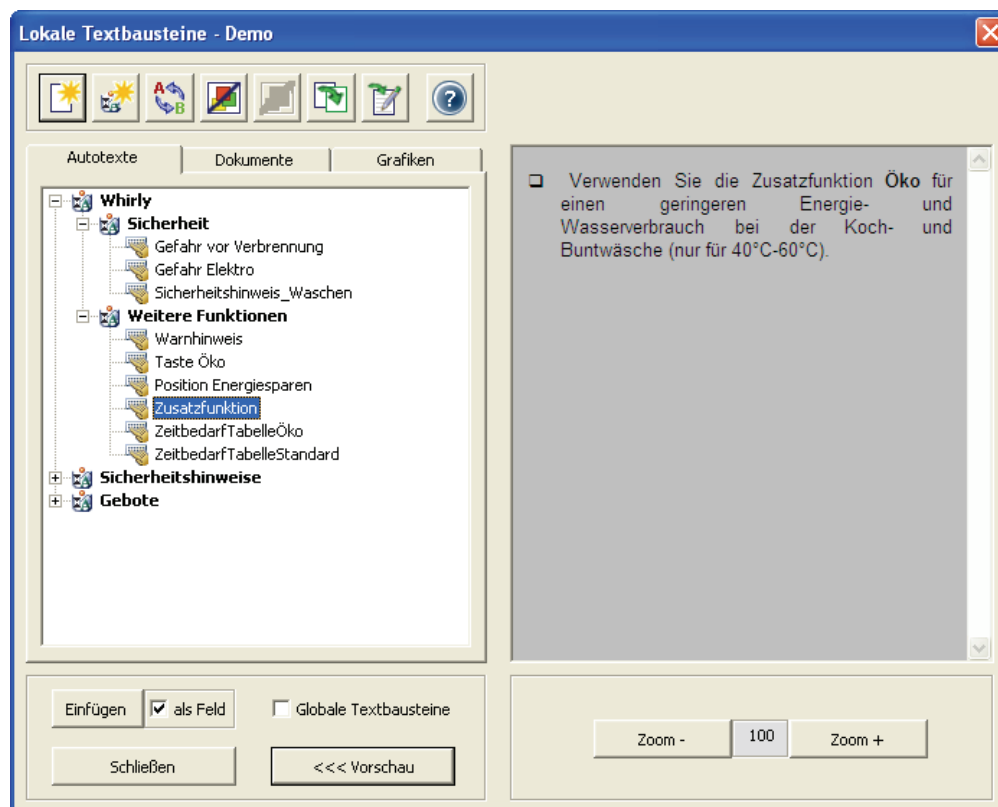 Lokale Textbausteine - Demo
A
B
?
Autotexte Dokumente Grafiken
Whirly
Sicherheit
Gefahr vor Verbrennung
Gefahr Elektro
Sicherheitshinweis_Waschen
Weitere Funktionen
Warnhinweis
Taste Öko
Position Energiesparen
Zusatzfunktion
ZeitbedarfTabelleÖko
ZeitbedarfTabelleStandard
Sicherheitshinweise
Gebote
Verwenden Sie die Zusatzfunktion Öko für
einen geringeren Energie- und
Wasserverbrauch bei der Koch- und
Buntwäsche (nur für 40°C-60°C).
Einfügen als Feld Globale Textbausteine
Schließen <<< Vorschau
Zoom - 100 Zoom +